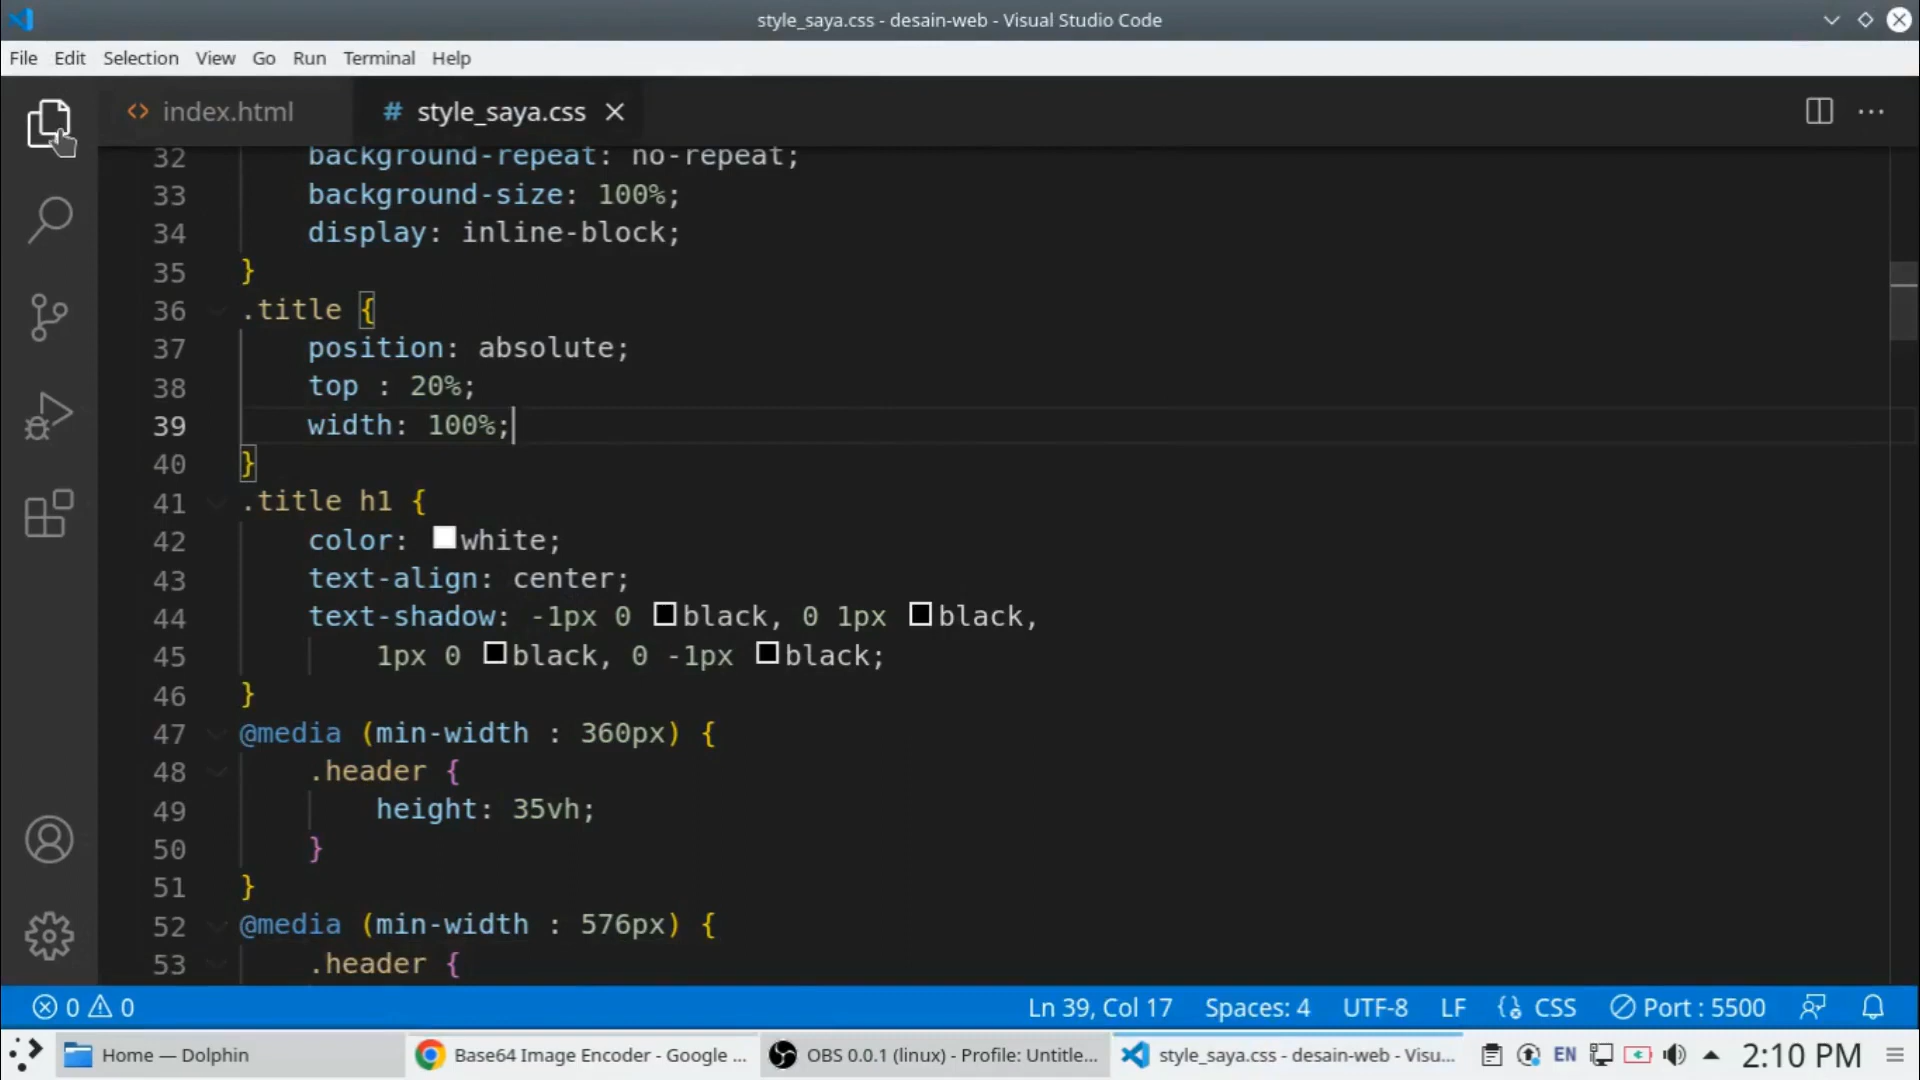 style_saya.css - desain-web - Visual Studio Code
File Edit Selection View Go Run Terminal Help
<> index.html # style_saya.css
32 background-repeat: no-repeat;
33 background-size: 100%;
34 display: inline-block;
35 }
36 .title {
37 position: absolute;
38 top : 20%;
39 width: 100%;
40 }
41 .title h1 {
42 color: white;
43 text-align: center;
44 text-shadow: -1px 0 black, 0 1px black,
45 1px 0 black, 0 -1px black;
46 }
47 @media (min-width : 360px) {
48 .header {
49 height: 35vh;
50 }
51 }
52 @media (min-width : 576px) {
53 .header {
0 0 Ln 39, Col 17 Spaces: 4 UTF-8 LF CSS Port : 5500
Home — Dolphin Base64 Image Encoder - Google ... OBS 0.0.1 (linux) - Profile: Untitle... style_saya.css - desain-web - Visu... EN 2:10 PM